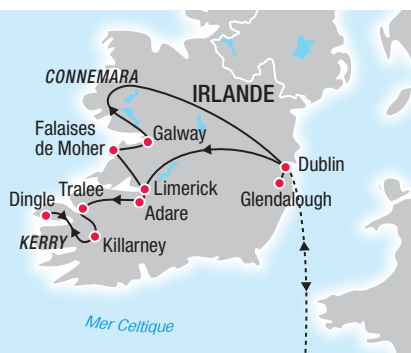 CONNEMARA
IRLANDE
Falaises
de Moher
Galway
Dublin
Tralee
Limerick
Glendalough
Dingle
Adare
KERRY
Killarney
Mer Celtique